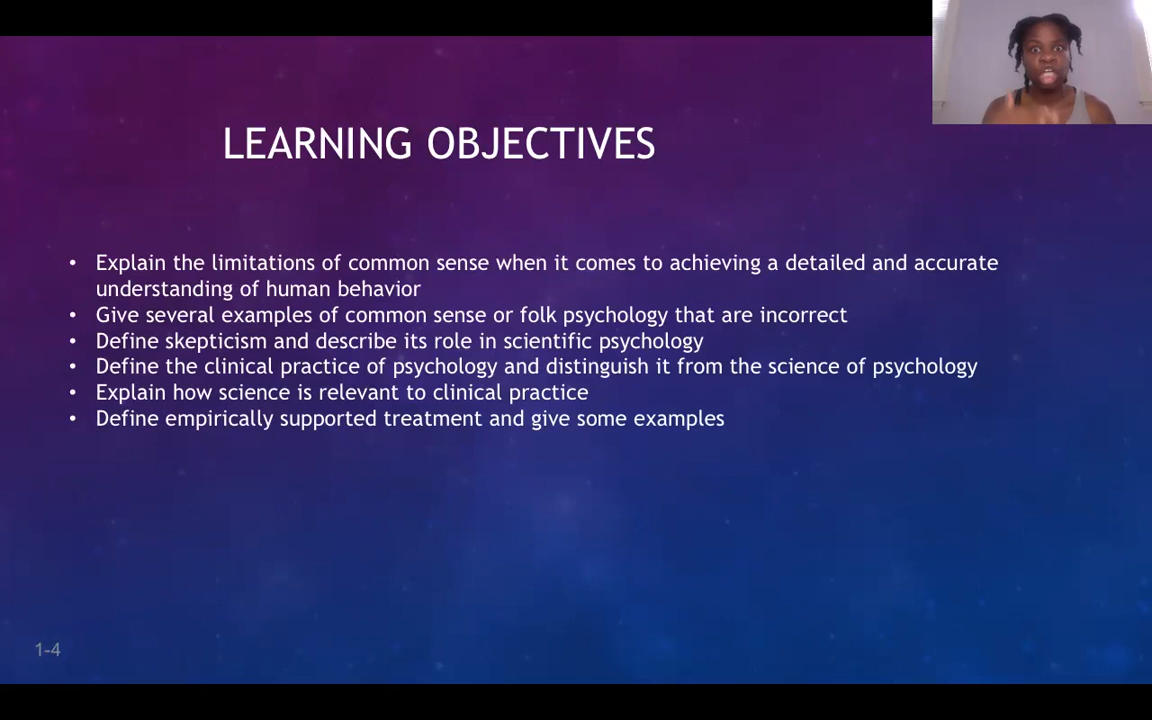 LEARNING OBJECTIVES
• Explain the limitations of common sense when it comes to achieving a detailed and accurate
understanding of human behavior
• Give several examples of common sense or folk psychology that are incorrect
• Define skepticism and describe its role in scientific psychology
• Define the clinical practice of psychology and distinguish it from the science of psychology
• Explain how science is relevant to clinical practice
• Define empirically supported treatment and give some examples
1-4